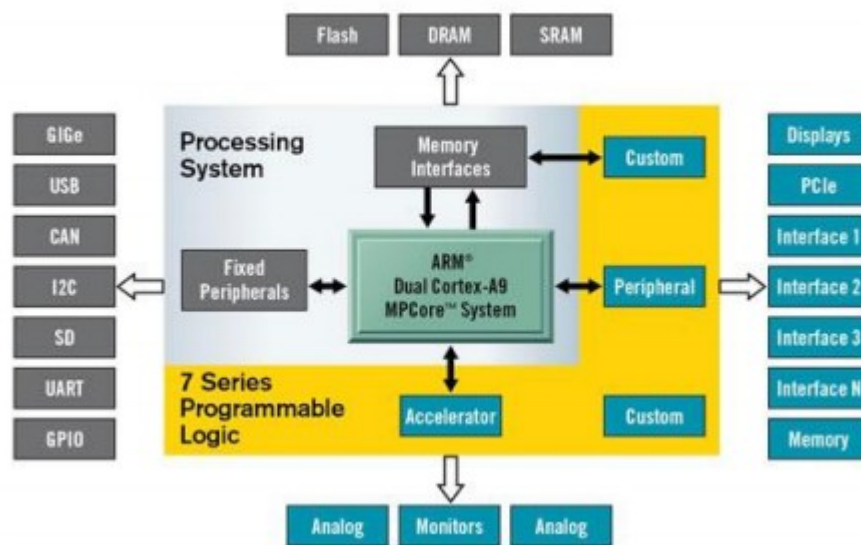 Flash
DRAM
SRAM
GIGe
USB
CAN
I2C
SD
UART
GPIO
Processing
System
Memory
Interfaces
Custom
Fixed
Peripherals
ARM®
Dual Cortex-A9
MPCore™ System
Peripheral
7 Series
Programmable
Logic
Accelerator
Custom
Displays
PCIe
Interface 1
Interface 2
Interface 3
Interface N
Memory
Analog
Monitors
Analog